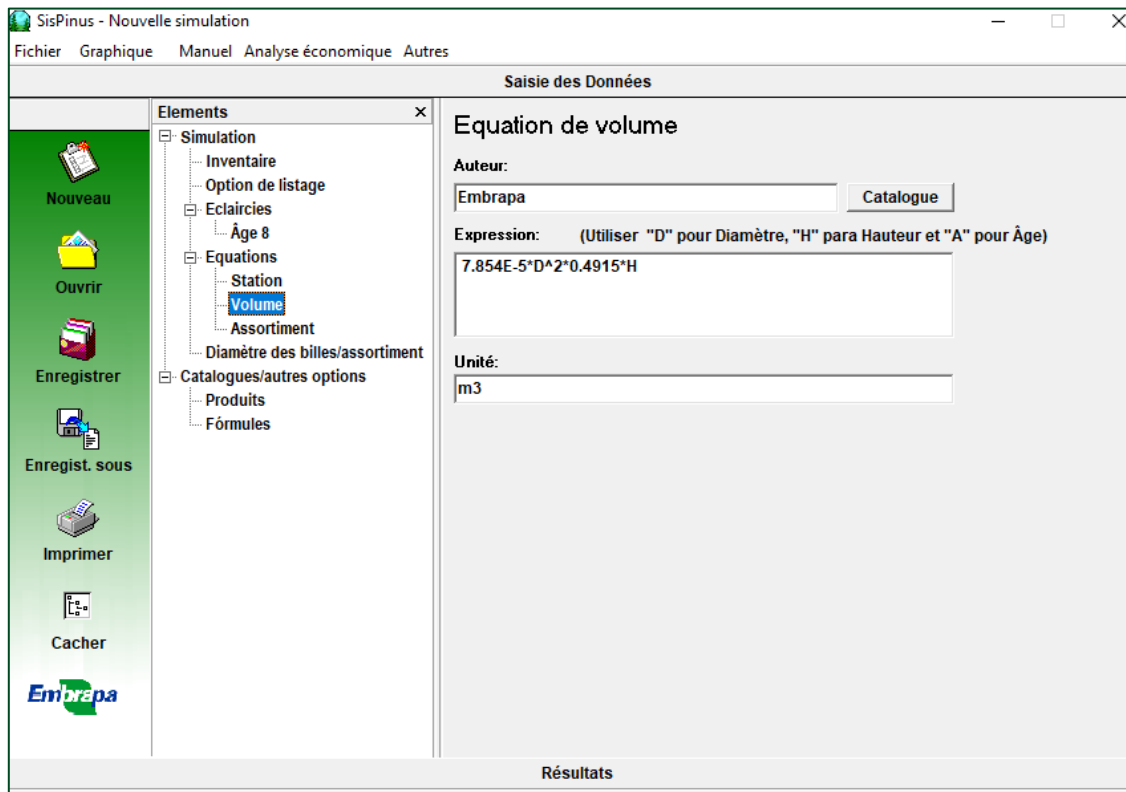 SisPinus - Nouvelle simulation
Fichier Graphique Manuel Analyse économique Autres
Saisie des Données
Nouveau
Ouvrir
Enregistrer
Enregist. sous
Imprimer
Cacher
Embrapa
Elements
Simulation
Inventaire
Option de listage
Eclaircies
Âge 8
Equations
Station
Volume
Assortiment
Diamètre des billes/assortiment
Catalogues/autres options
Produits
Fórmules
Equation de volume
Auteur:
Embrapa Catalogue
Expression: (Utiliser "D" pour Diamètre, "H" para Hauteur et "A" pour Âge)
7.854E-5*D^2*0.4915*H
Unité:
m3
Résultats